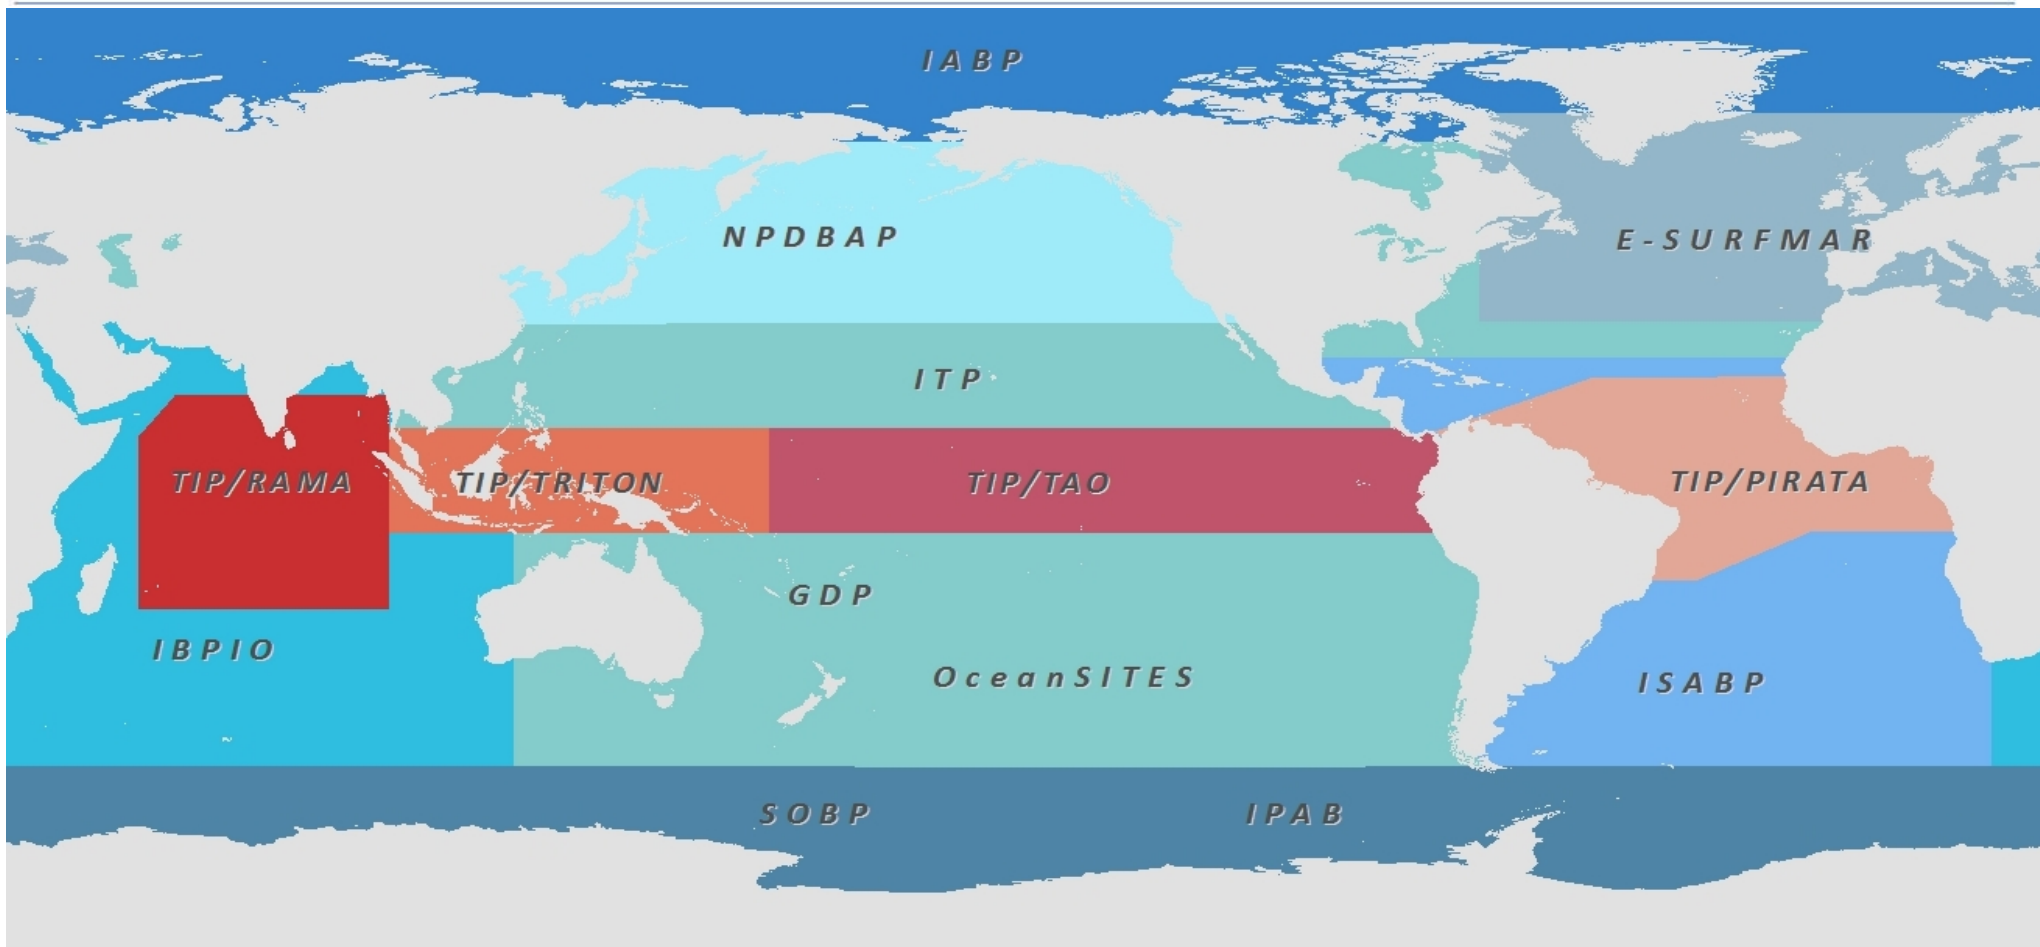 IABP
NPDBAP
E-SURFMAR
ITP
TIP/RAMA
TIP/TRITON
TIP/TAO
TIP/PIRATA
GDP
IBPIO
OceanSITES
ISABP
SOBP
IPAB